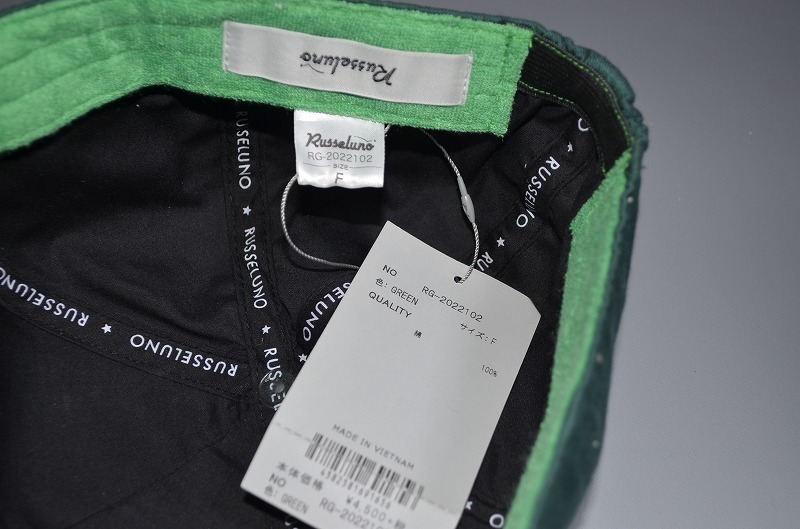 Russeluno
Russeluno
RG-2022102
SIZE
F
NO RG-2022102
色: GREEN サイズ: F
QUALITY
綿 100%
MADE IN VIETNAM
本体価格 ¥4,500+税
NO RG-2022102
色: GREEN
RUSSELUNO ★ RUSSELUNO ★ RUS
RUSSELUNO ★
RUSSELUNO ★ RUSSELUNO